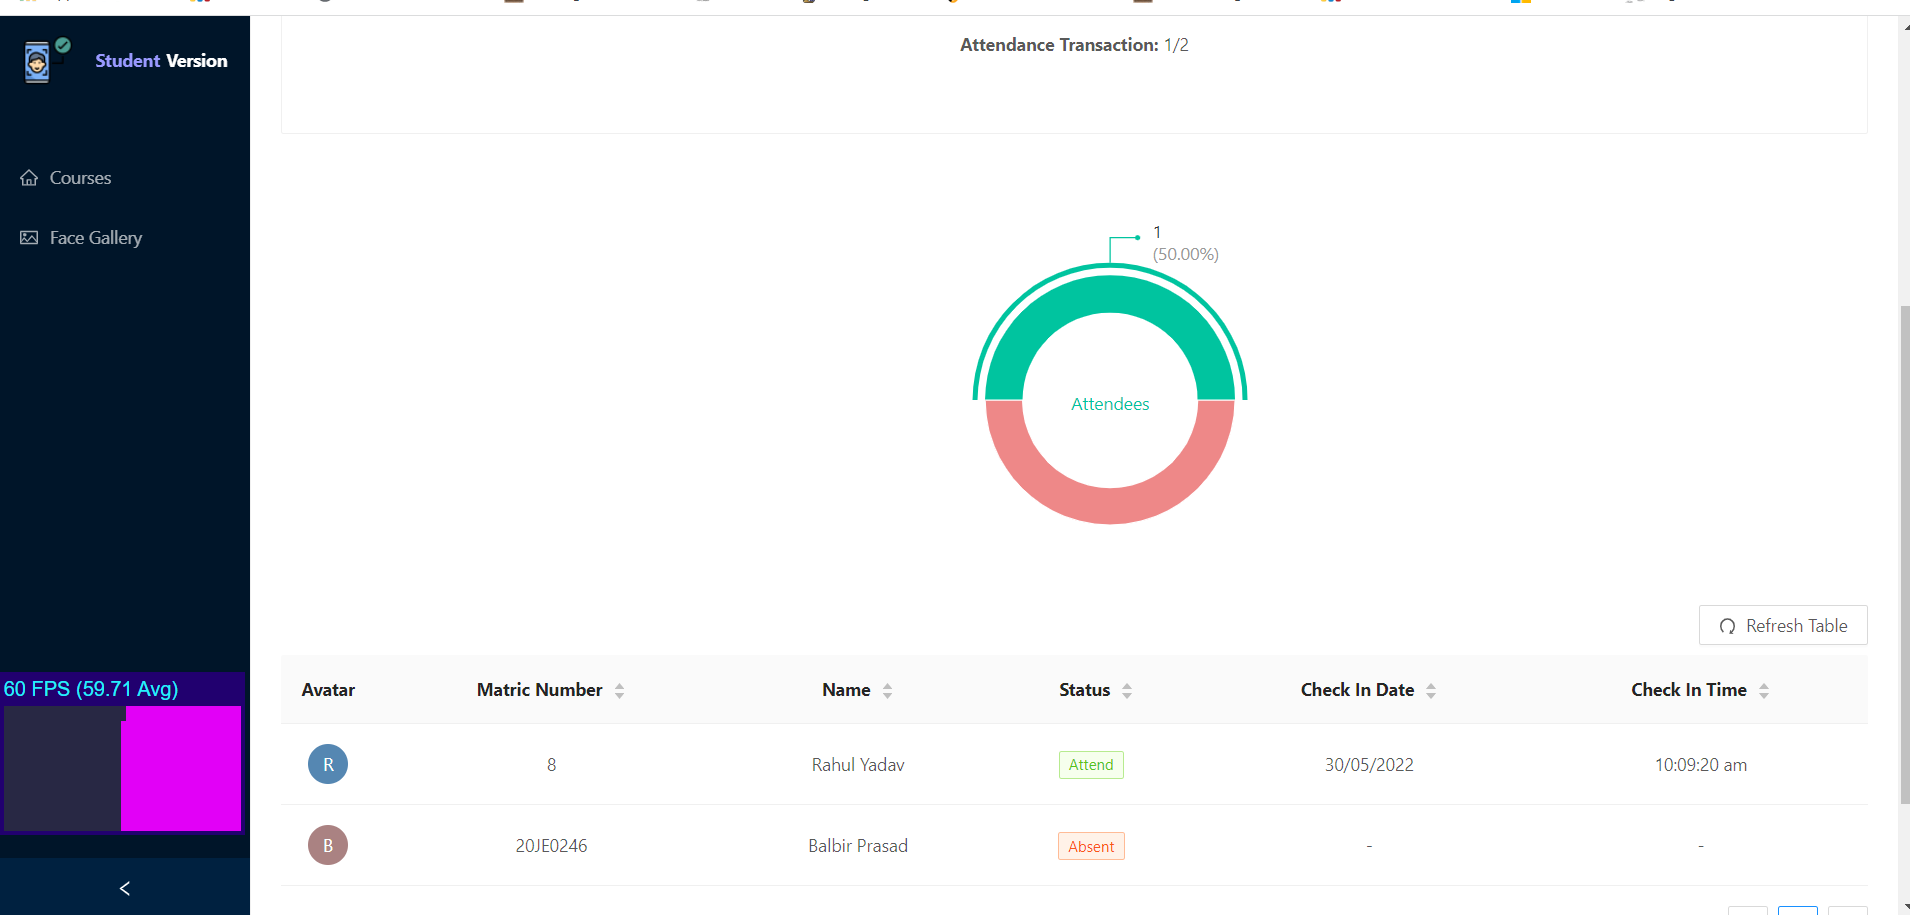 Student Version
Attendance Transaction: 1/2
Courses
Face Gallery
1
(50.00%)
Attendees
Refresh Table
60 FPS (59.71 Avg)
Avatar Matric Number Name Status Check In Date Check In Time
R 8 Rahul Yadav Attend 30/05/2022 10:09:20 am
B 20JE0246 Balbir Prasad Absent - -